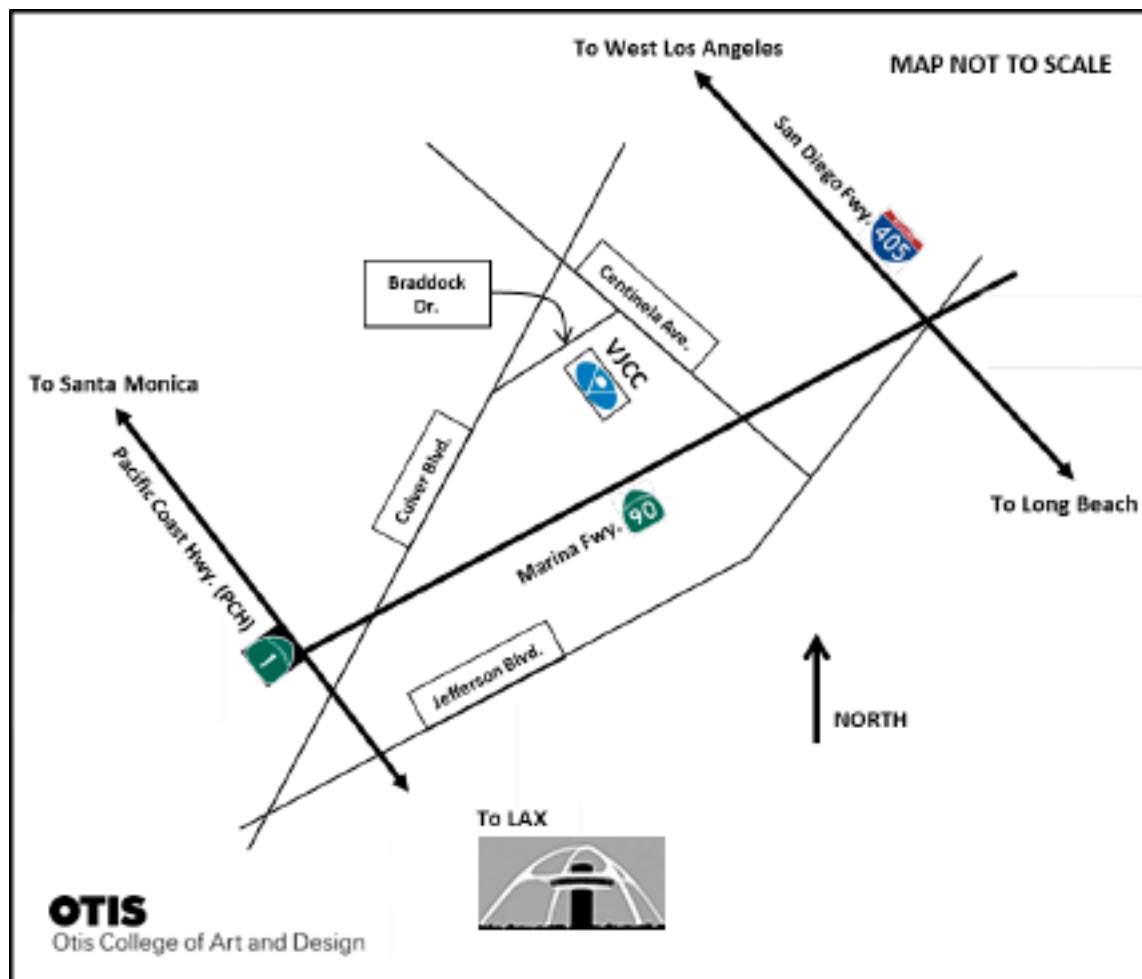 To West Los Angeles
MAP NOT TO SCALE
San Diego Fwy.
405
Braddock
Dr.
Centinela Ave.
VJCC
To Santa Monica
Culver Blvd.
Pacific Coast Hwy. (PCH)
To Long Beach
90
Marina Fwy.
1
Jefferson Blvd.
NORTH
To LAX
OTIS
Otis College of Art and Design